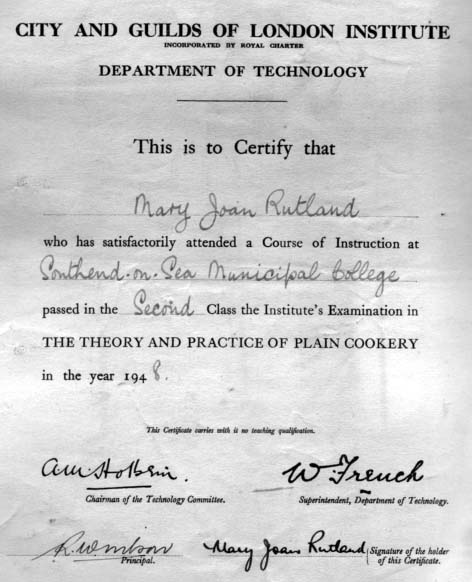 CITY AND GUILDS OF LONDON INSTITUTE
INCORPORATED BY ROYAL CHARTER
DEPARTMENT OF TECHNOLOGY
This is to Certify that
Mary Joan Rutland
who has satisfactorily attended a Course of Instruction at
Southend-on-Sea Municipal College
passed in the Second Class the Institute's Examination in
THE THEORY AND PRACTICE OF PLAIN COOKERY
in the year 1948.
This Certificate carries with it no teaching qualification.
W French
Chairman of the Technology Committee. Superintendent, Department of Technology.
Mary Joan Rutland Signature of the holder
Principal. of this Certificate.